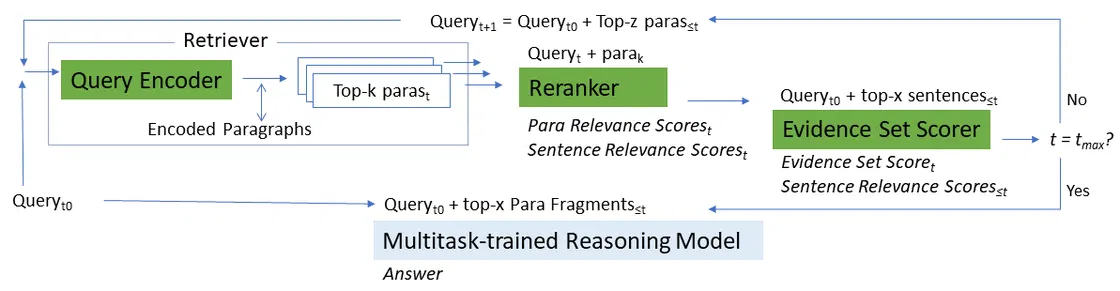 Query_t+1 = Query_t0 + Top-z paras_≤t
Retriever
Query Encoder
Top-k paras_t
Encoded Paragraphs
Query_t + para_k
Reranker
Para Relevance Scores_t
Sentence Relevance Scores_t
Query_t0 + top-x sentences_≤t
Evidence Set Scorer
Evidence Set Score_t
Sentence Relevance Scores_≤t
No
t = t_max?
Yes
Query_t0
Query_t0 + top-x Para Fragments_≤t
Multitask-trained Reasoning Model
Answer